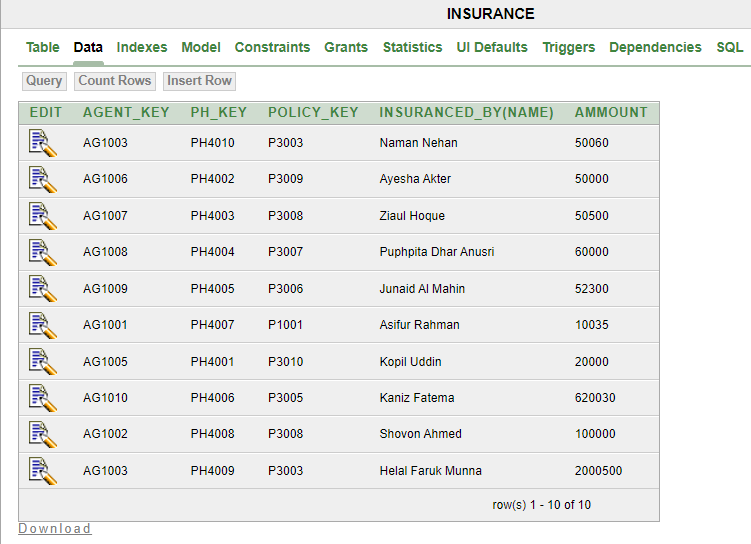 INSURANCE
Table Data Indexes Model Constraints Grants Statistics UI Defaults Triggers Dependencies SQL
Query Count Rows Insert Row
EDIT AGENT_KEY PH_KEY POLICY_KEY INSURANCED_BY(NAME) AMMOUNT
AG1003 PH4010 P3003 Naman Nehan 50060
AG1006 PH4002 P3009 Ayesha Akter 50000
AG1007 PH4003 P3008 Ziaul Hoque 50500
AG1008 PH4004 P3007 Puphpita Dhar Anusri 60000
AG1009 PH4005 P3006 Junaid Al Mahin 52300
AG1001 PH4007 P1001 Asifur Rahman 10035
AG1005 PH4001 P3010 Kopil Uddin 20000
AG1010 PH4006 P3005 Kaniz Fatema 620030
AG1002 PH4008 P3008 Shovon Ahmed 100000
AG1003 PH4009 P3003 Helal Faruk Munna 2000500
row(s) 1 - 10 of 10
Download